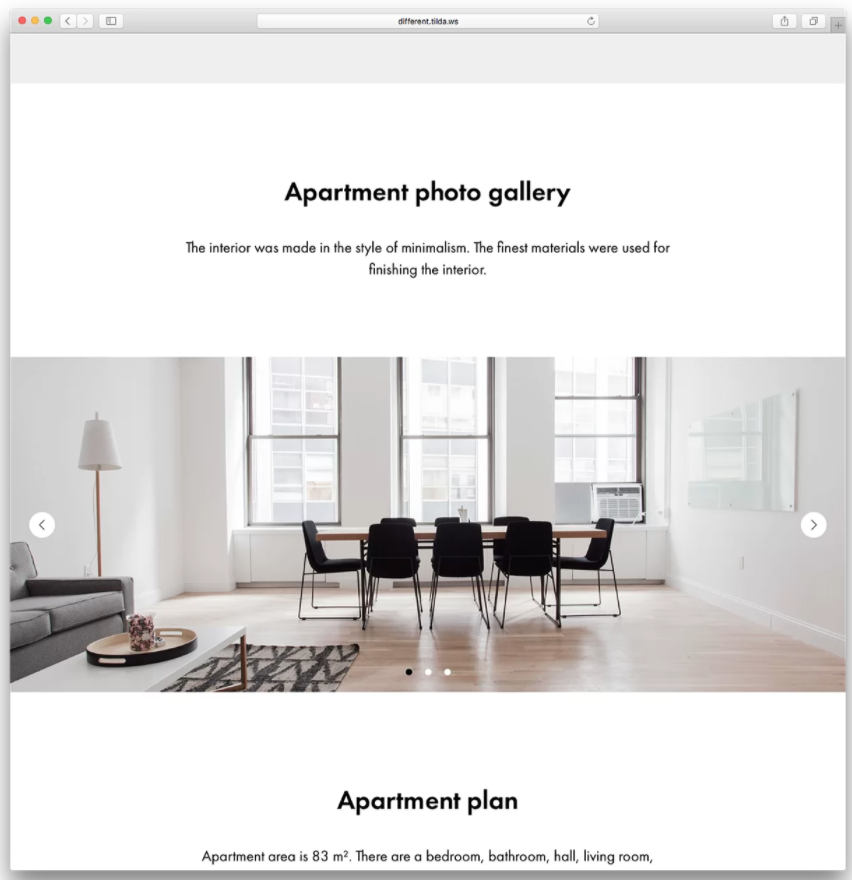 different.tilda.ws
Apartment photo gallery
The interior was made in the style of minimalism. The finest materials were used for
finishing the interior.
Apartment plan
Apartment area is 83 m². There are a bedroom, bathroom, hall, living room,